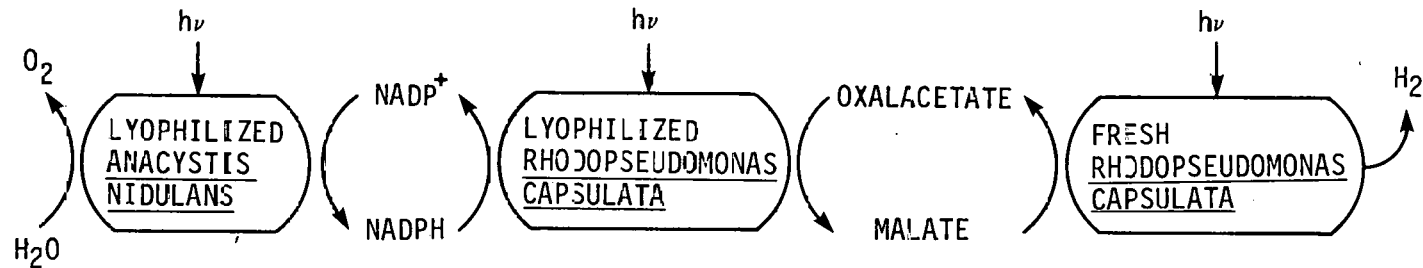 hν
hν
hν
O2
H2
NADP+
OXALACETATE
LYOPHILIZED
ANACYSTIS
NIDULANS
LYOPHILIZED
RHODOPSEUDOMONAS
CAPSULATA
FRESH
RHODOPSEUDOMONAS
CAPSULATA
H2O
NADPH
MALATE